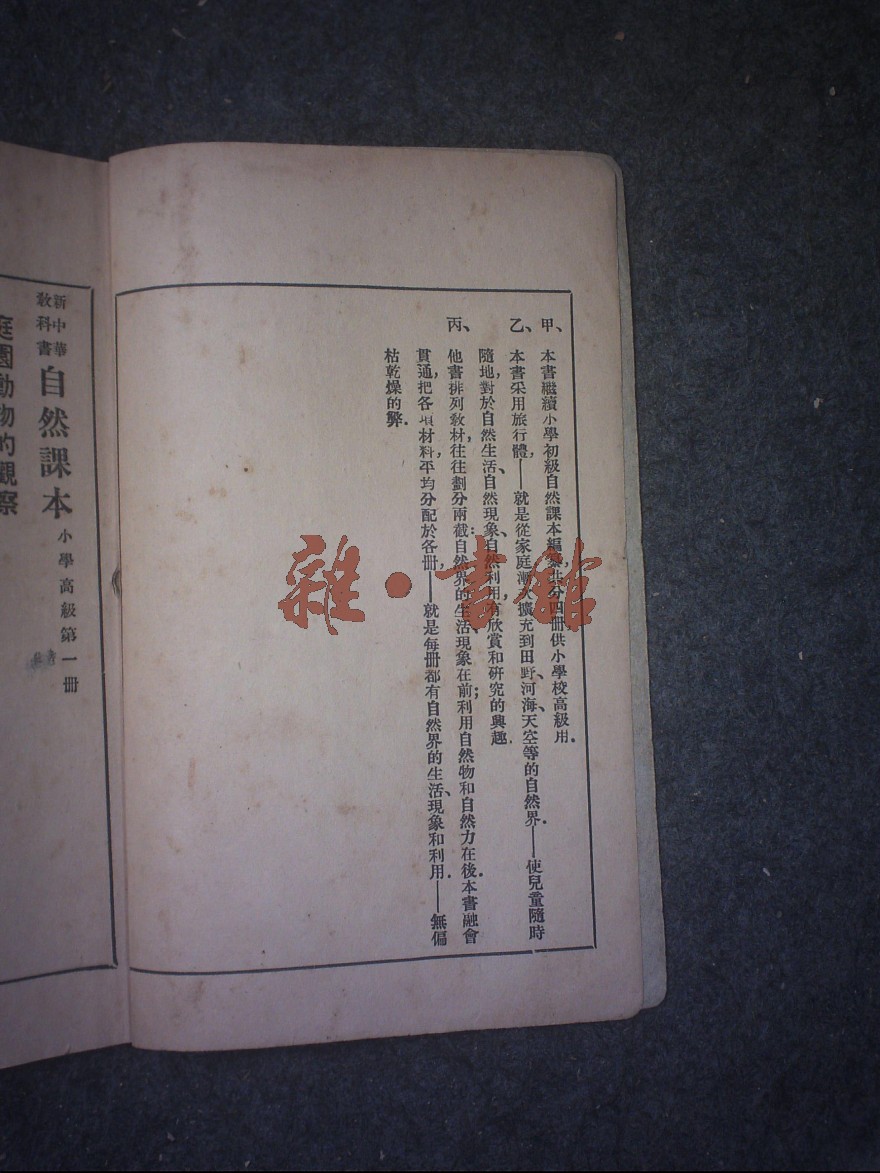 甲、本書繼續小學初級自然課本編纂,共分四冊,供小學校高級用.
乙、本書采用旅行體,——就是從家庭漸次擴充到田野、河海、天空等的自然界.——使兒童隨時
隨地,對於自然生活、自然現象、自然利用,有欣賞和研究的興趣.
丙、他書排列教材,往往劃分兩截:自然界的生活、現象在前;利用自然物和自然力在後.本書融會
貫通,把各項材料,平均分配於各冊,——就是每冊都有自然界的生活、現象和利用.——無偏
枯乾燥的弊.
新中華
教科書
自然課本 小學高級第一冊
庭園動物的觀察
雜·書館